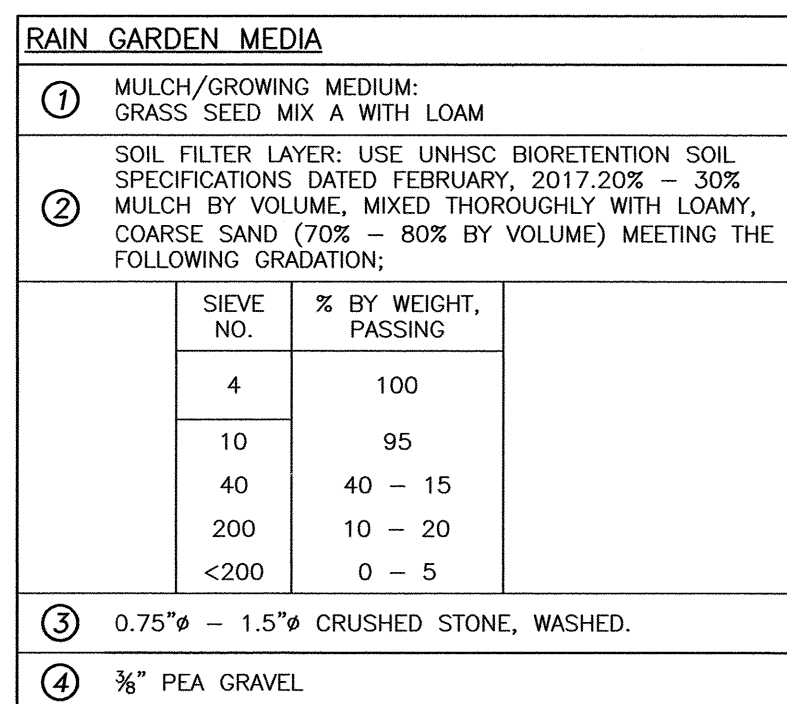 RAIN GARDEN MEDIA
1 MULCH/GROWING MEDIUM:
GRASS SEED MIX A WITH LOAM
SOIL FILTER LAYER: USE UNHSC BIORETENTION SOIL
SPECIFICATIONS DATED FEBRUARY, 2017.20% – 30%
2 MULCH BY VOLUME, MIXED THOROUGHLY WITH LOAMY,
COARSE SAND (70% – 80% BY VOLUME) MEETING THE
FOLLOWING GRADATION;
SIEVE NO. % BY WEIGHT, PASSING
4 100
10 95
40 40 – 15
200 10 – 20
<200 0 – 5
3 0.75"ø – 1.5"ø CRUSHED STONE, WASHED.
4 ⅜" PEA GRAVEL